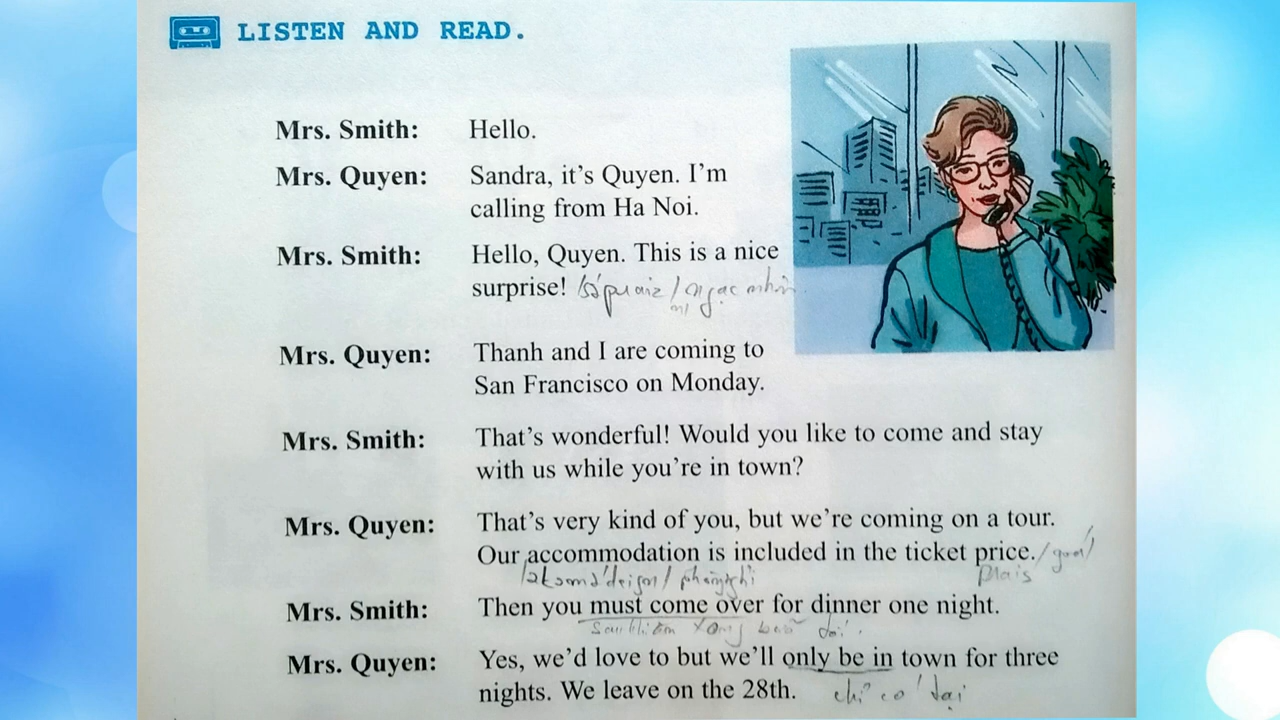 LISTEN AND READ.
Mrs. Smith: Hello.
Mrs. Quyen: Sandra, it's Quyen. I'm
calling from Ha Noi.
Mrs. Smith: Hello, Quyen. This is a nice
surprise!
Mrs. Quyen: Thanh and I are coming to
San Francisco on Monday.
Mrs. Smith: That's wonderful! Would you like to come and stay
with us while you're in town?
Mrs. Quyen: That's very kind of you, but we're coming on a tour.
Our accommodation is included in the ticket price.
Mrs. Smith: Then you must come over for dinner one night.
Mrs. Quyen: Yes, we'd love to but we'll only be in town for three
nights. We leave on the 28th. chỉ có tại